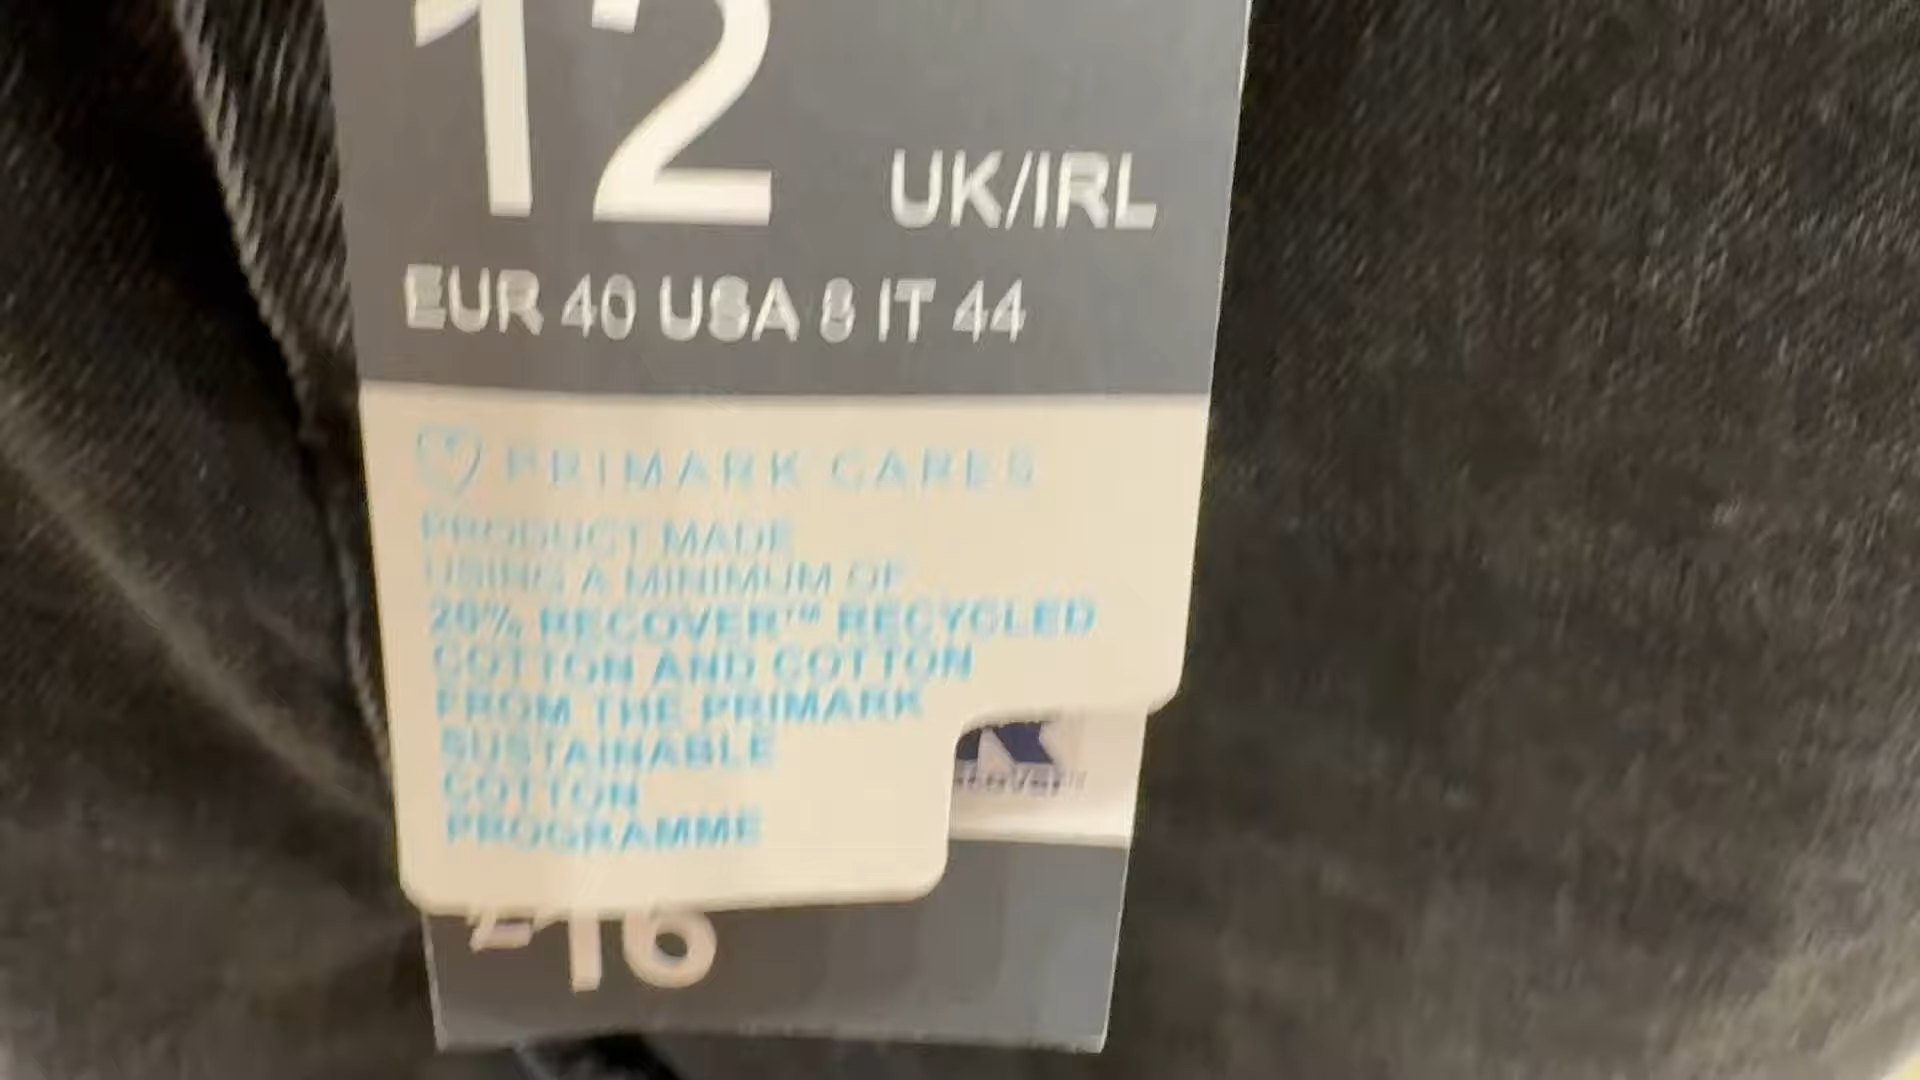 12 UK/IRL
EUR 40 USA 8 IT 44
PRIMARK CARES
PRODUCT MADE
USING A MINIMUM OF
20% RECOVER™ RECYCLED
COTTON AND COTTON
FROM THE PRIMARK
SUSTAINABLE
COTTON
PROGRAMME
£16